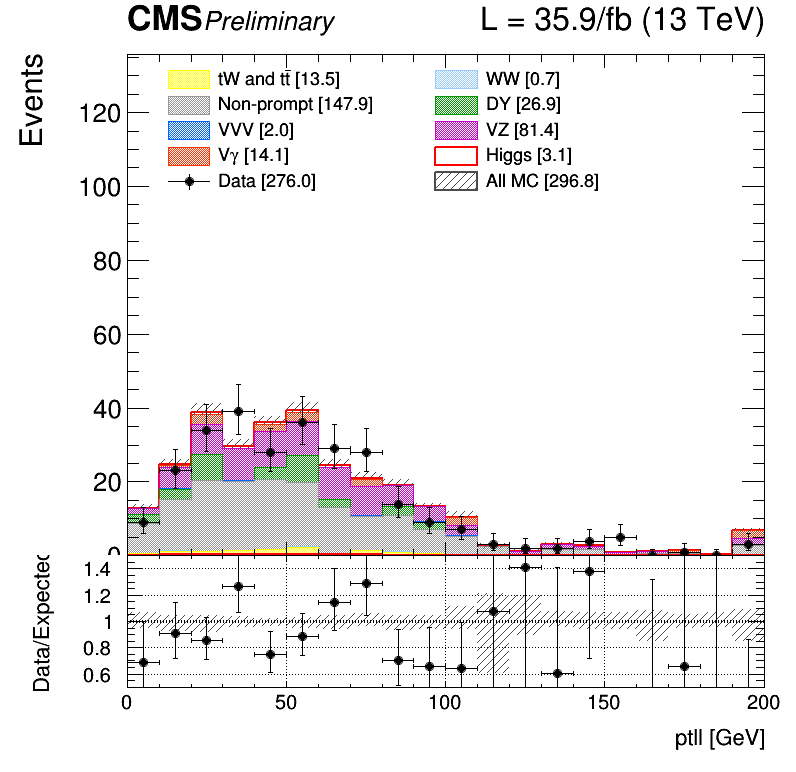 CMS Preliminary L = 35.9/fb (13 TeV)
Events
tW and tt̄ [13.5] WW [0.7]
Non-prompt [147.9] DY [26.9]
VVV [2.0] VZ [81.4]
Vγ [14.1] Higgs [3.1]
Data [276.0] All MC [296.8]
120
100
80
60
40
20
0
Data/Expected
1.4
1.2
1
0.8
0.6
0 50 100 150 200
ptll [GeV]